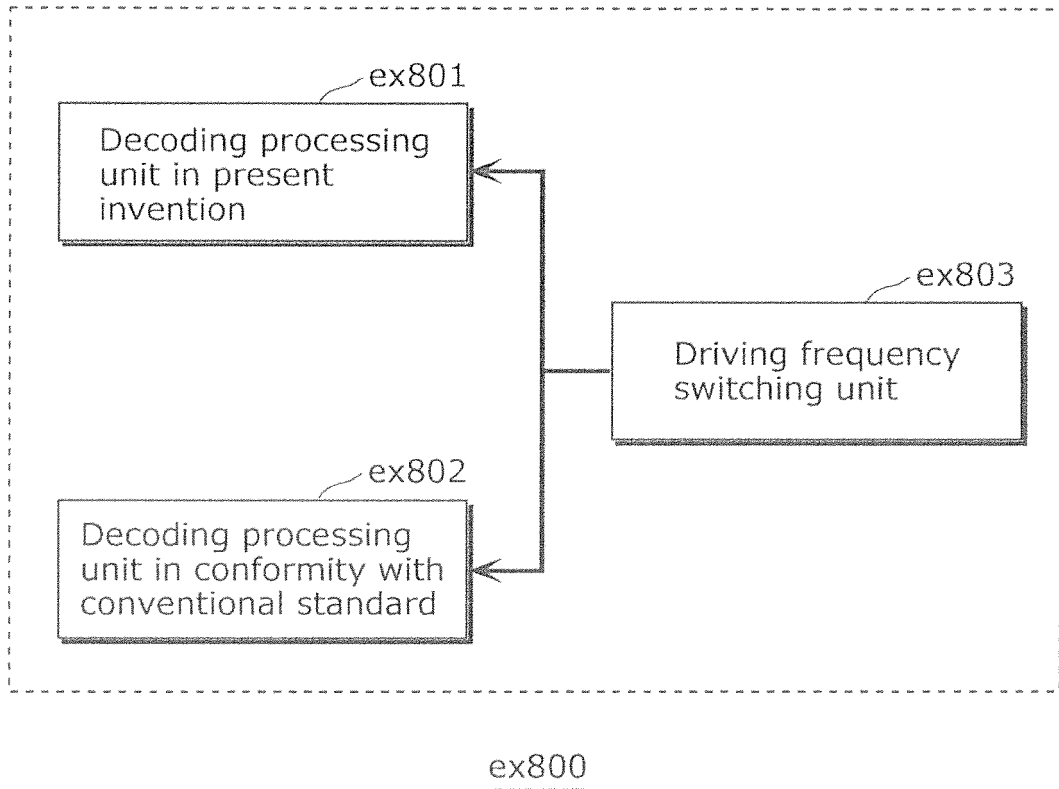 ex801
Decoding processing
unit in present
invention
ex803
Driving frequency
switching unit
ex802
Decoding processing
unit in conformity with
conventional standard
ex800